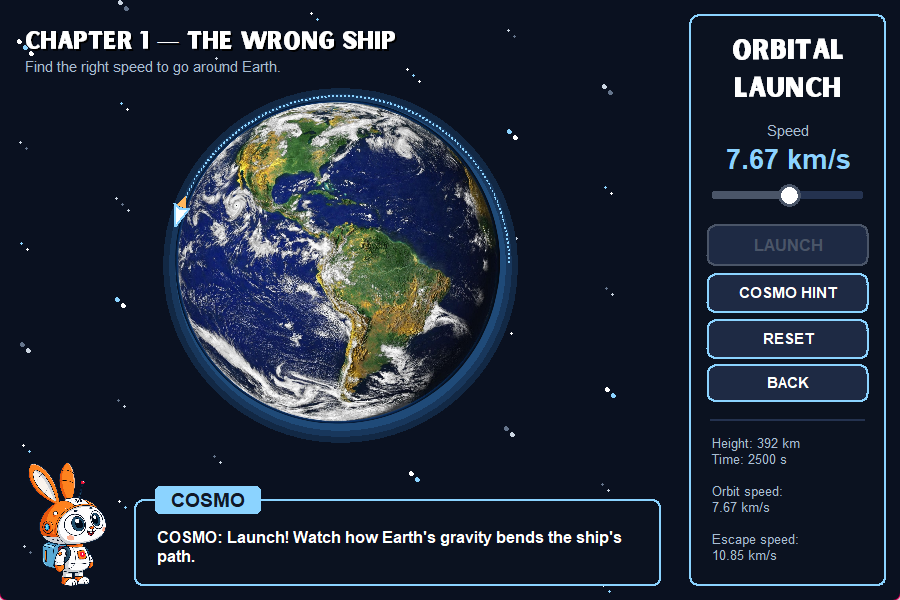 CHAPTER 1 — THE WRONG SHIP
Find the right speed to go around Earth.
ORBITAL
LAUNCH
Speed
7.67 km/s
LAUNCH
COSMO HINT
RESET
BACK
Height: 392 km
Time: 2500 s
Orbit speed:
7.67 km/s
Escape speed:
10.85 km/s
COSMO
COSMO: Launch! Watch how Earth's gravity bends the ship's
path.